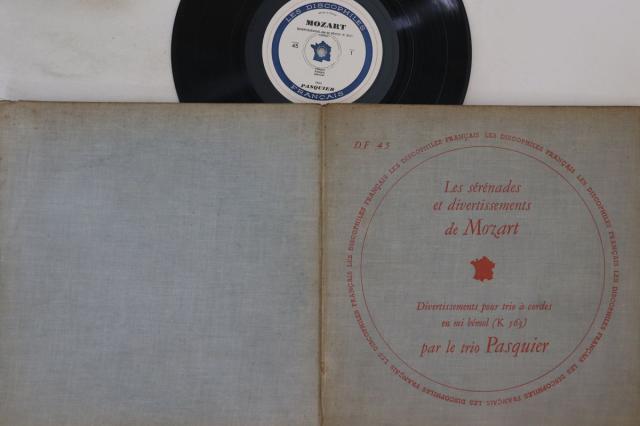 LES DISCOPHILES
MOZART
45
1
PASQUIER
FRANÇAIS
D.F 45
LES DISCOPHILES FRANÇAIS LES DISCOPHILES FRANÇAIS LES DISCOPHILES FRANÇAIS LES DISCOPHILES FRANÇAIS
Les sérénades
et divertissements
de Mozart
Divertissements pour trio à cordes
en mi bémol (K 563)
par le trio Pasquier